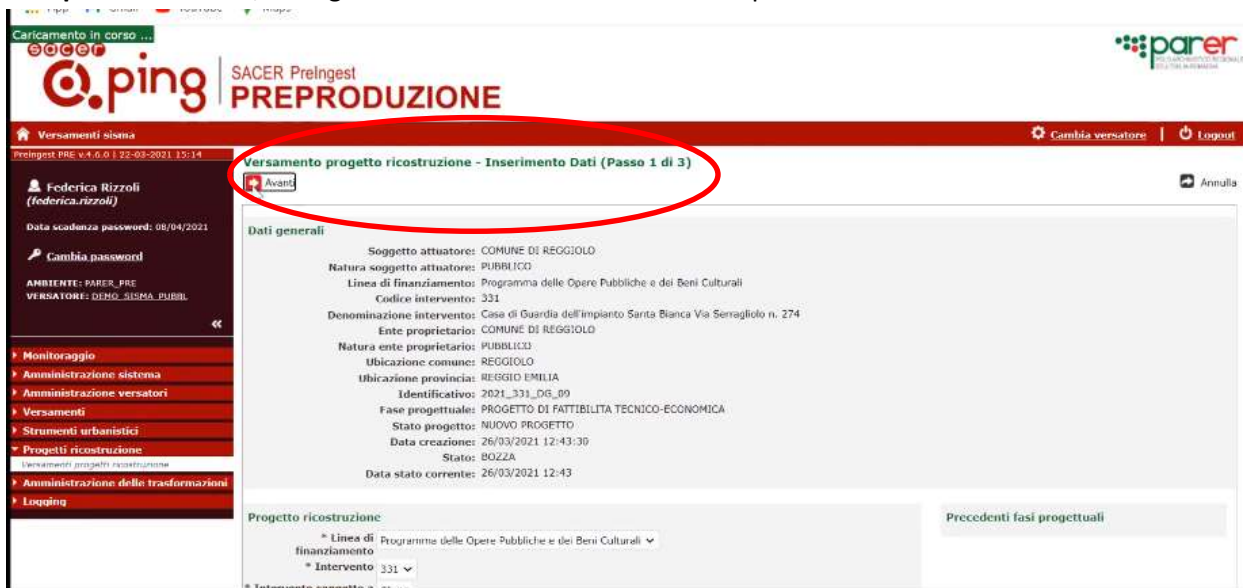 Caricamento in corso ...
sacer
ping
SACER PreIngest
PREPRODUZIONE
parer
Versamenti sisma
Cambia versatore | Logout
PreIngest PRE v.4.6.0 | 22-03-2021 15:14
Federica Rizzoli
(federica.rizzoli)
Data scadenza password: 08/04/2021
Cambia password
AMBIENTE: PARER_PRE
VERSATORE: DEMO_SISMA_PUBBL
«
Monitoraggio
Amministrazione sistema
Amministrazione versatori
Versamenti
Strumenti urbanistici
Progetti ricostruzione
Versamenti progetti ricostruzione
Amministrazione delle trasformazioni
Logging
Versamento progetto ricostruzione - Inserimento Dati (Passo 1 di 3)
Avanti
Annulla
Dati generali
Soggetto attuatore: COMUNE DI REGGIOLO
Natura soggetto attuatore: PUBBLICO
Linea di finanziamento: Programma delle Opere Pubbliche e dei Beni Culturali
Codice intervento: 331
Denominazione intervento: Casa di Guardia dell'impianto Santa Bianca Via Serragliolo n. 274
Ente proprietario: COMUNE DI REGGIOLO
Natura ente proprietario: PUBBLICO
Ubicazione comune: REGGIOLO
Ubicazione provincia: REGGIO EMILIA
Identificativo: 2021_331_DG_09
Fase progettuale: PROGETTO DI FATTIBILITA TECNICO-ECONOMICA
Stato progetto: NUOVO PROGETTO
Data creazione: 26/03/2021 12:43:30
Stato: BOZZA
Data stato corrente: 26/03/2021 12:43
Progetto ricostruzione
* Linea di finanziamento Programma delle Opere Pubbliche e dei Beni Culturali
* Intervento 331
* Intervento soggetto a
Precedenti fasi progettuali